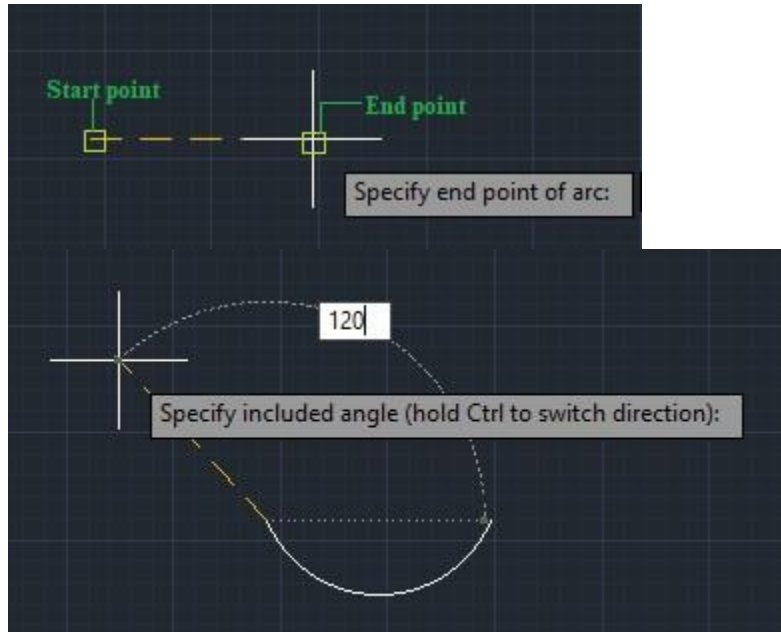 Start point
End point
Specify end point of arc:
120
Specify included angle (hold Ctrl to switch direction):